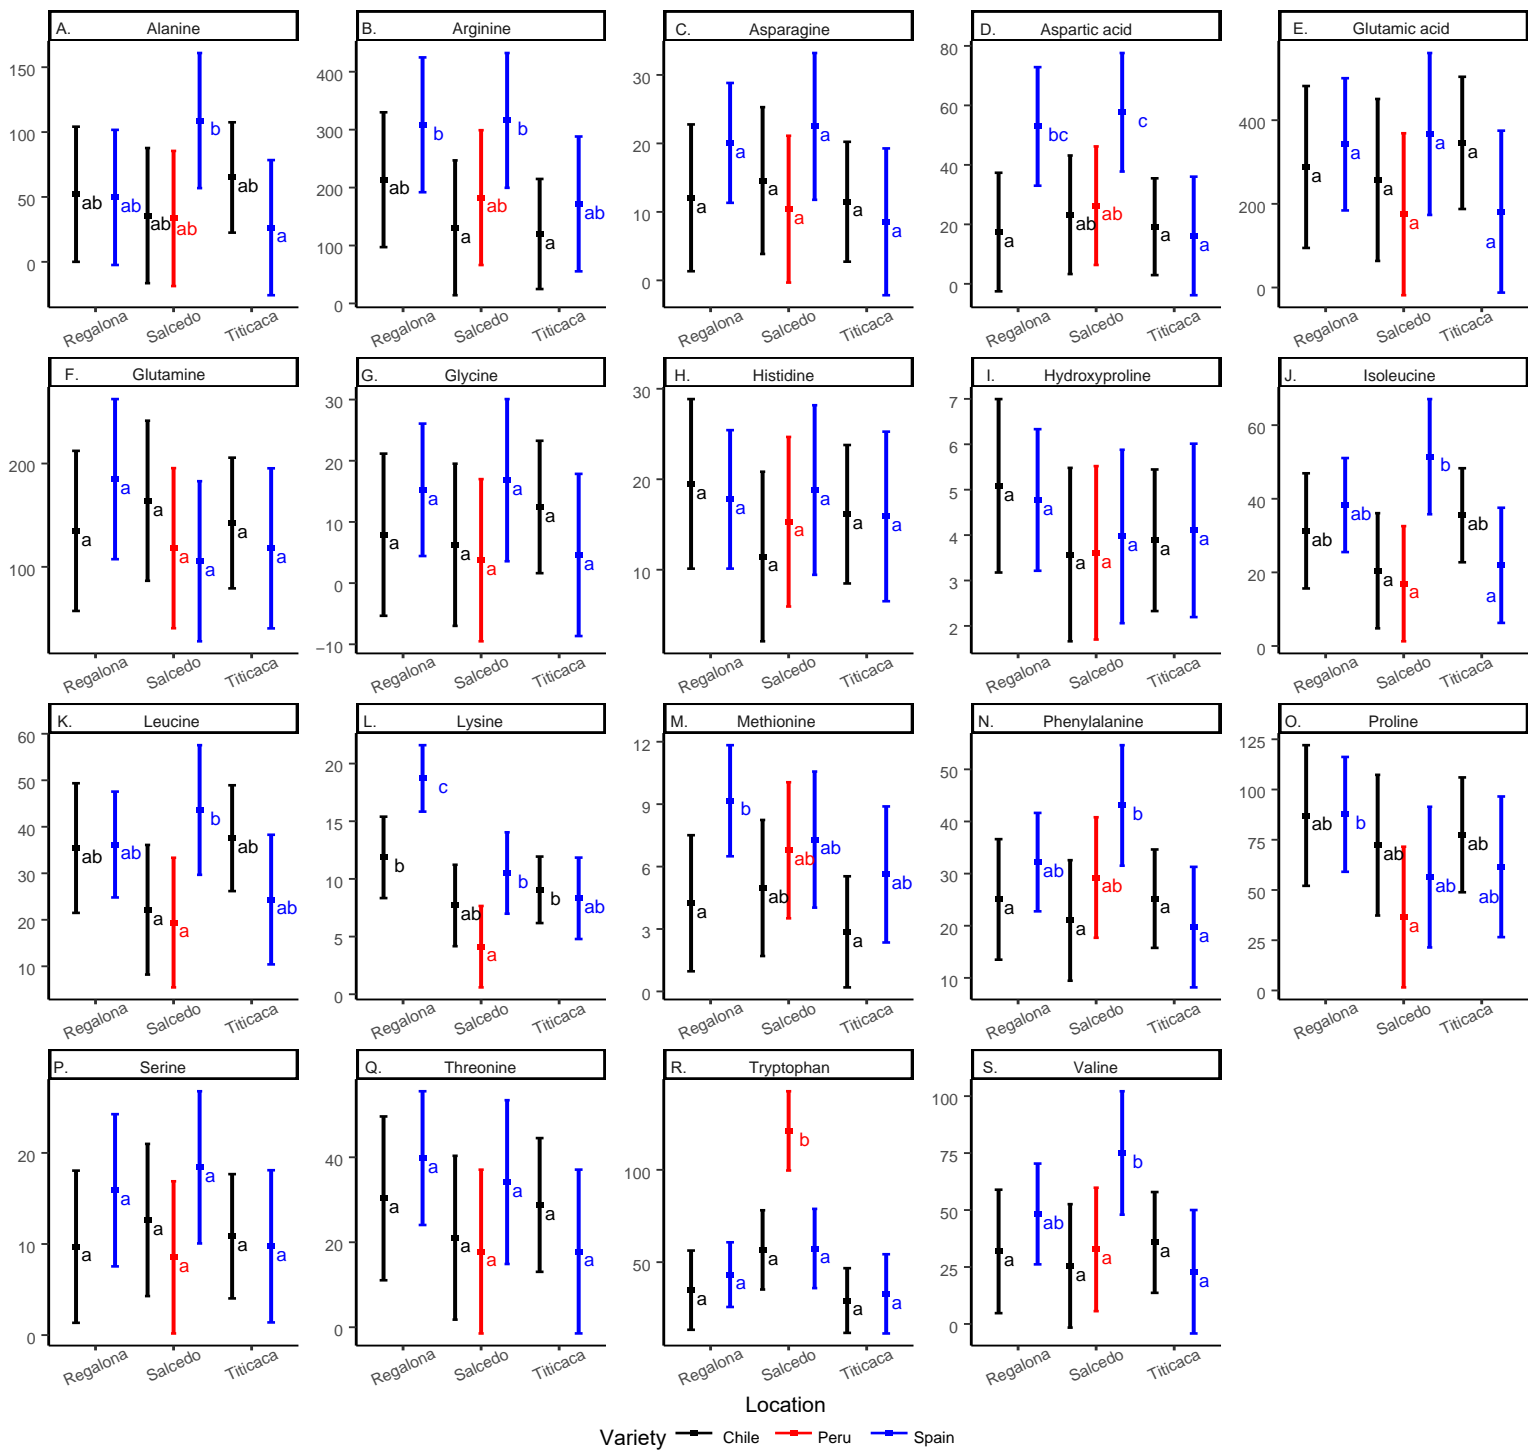 A. Alanine
B. Arginine
C. Asparagine
D. Aspartic acid
E. Glutamic acid
150
100
50
0
ab
ab
ab
ab
b
ab
a
400
300
200
100
0
ab
b
a
ab
b
a
ab
30
20
10
0
a
a
a
a
a
a
a
80
60
40
20
0
a
bc
ab
ab
c
a
a
400
200
0
a
a
a
a
a
a
a
Regalona Salcedo Titicaca
Regalona Salcedo Titicaca
Regalona Salcedo Titicaca
Regalona Salcedo Titicaca
Regalona Salcedo Titicaca
F. Glutamine
G. Glycine
H. Histidine
I. Hydroxyproline
J. Isoleucine
200
100
a
a
a
a
a
a
a
30
20
10
0
−10
a
a
a
a
a
a
a
30
20
10
a
a
a
a
a
a
a
7
6
5
4
3
2
a
a
a
a
a
a
a
60
40
20
0
ab
ab
a
a
b
ab
a
Regalona Salcedo Titicaca
Regalona Salcedo Titicaca
Regalona Salcedo Titicaca
Regalona Salcedo Titicaca
Regalona Salcedo Titicaca
K. Leucine
L. Lysine
M. Methionine
N. Phenylalanine
O. Proline
60
50
40
30
20
10
ab
ab
a
a
b
ab
ab
20
15
10
5
0
b
c
ab
a
b
b
ab
12
9
6
3
0
a
b
ab
ab
ab
a
ab
50
40
30
20
10
a
ab
a
ab
b
a
a
125
100
75
50
25
0
ab
b
ab
a
ab
ab
ab
Regalona Salcedo Titicaca
Regalona Salcedo Titicaca
Regalona Salcedo Titicaca
Regalona Salcedo Titicaca
Regalona Salcedo Titicaca
P. Serine
Q. Threonine
R. Tryptophan
S. Valine
20
10
0
a
a
a
a
a
a
a
40
20
0
a
a
a
a
a
a
a
100
50
a
a
a
b
a
a
a
100
75
50
25
0
a
ab
a
a
b
a
a
Regalona Salcedo Titicaca
Regalona Salcedo Titicaca
Regalona Salcedo Titicaca
Regalona Salcedo Titicaca
Location
Variety Chile Peru Spain